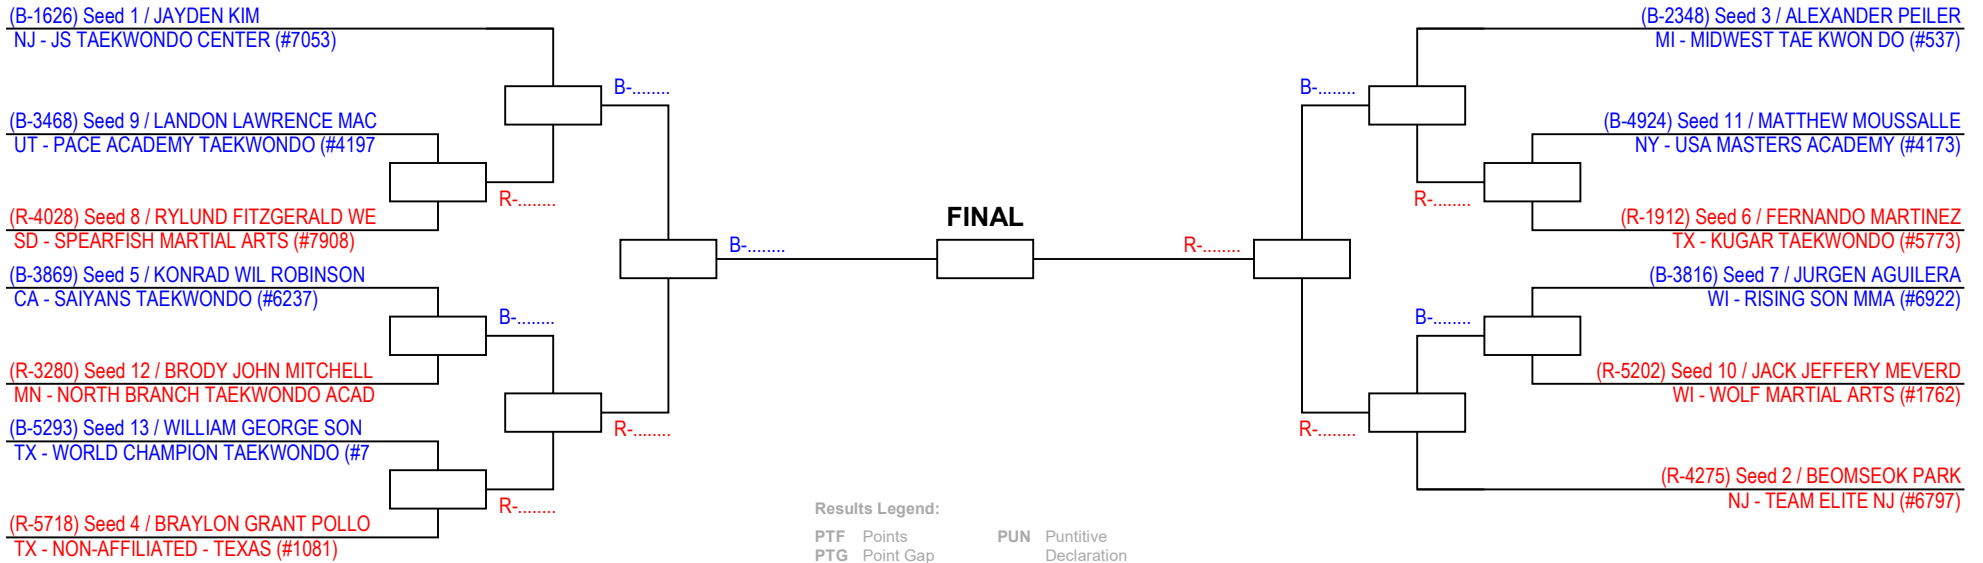 (B-1626) Seed 1 / JAYDEN KIM
NJ - JS TAEKWONDO CENTER (#7053)
B-........
(B-3468) Seed 9 / LANDON LAWRENCE MAC
UT - PACE ACADEMY TAEKWONDO (#4197
R-........
(R-4028) Seed 8 / RYLUND FITZGERALD WE
SD - SPEARFISH MARTIAL ARTS (#7908)
B-........
(B-3869) Seed 5 / KONRAD WIL ROBINSON
CA - SAIYANS TAEKWONDO (#6237)
B-........
(R-3280) Seed 12 / BRODY JOHN MITCHELL
MN - NORTH BRANCH TAEKWONDO ACAD
R-........
(B-5293) Seed 13 / WILLIAM GEORGE SON
TX - WORLD CHAMPION TAEKWONDO (#7
R-........
(R-5718) Seed 4 / BRAYLON GRANT POLLO
TX - NON-AFFILIATED - TEXAS (#1081)
FINAL
(B-2348) Seed 3 / ALEXANDER PEILER
MI - MIDWEST TAE KWON DO (#537)
B-........
(B-4924) Seed 11 / MATTHEW MOUSSALLE
NY - USA MASTERS ACADEMY (#4173)
R-........
(R-1912) Seed 6 / FERNANDO MARTINEZ
TX - KUGAR TAEKWONDO (#5773)
R-........
(B-3816) Seed 7 / JURGEN AGUILERA
WI - RISING SON MMA (#6922)
B-........
(R-5202) Seed 10 / JACK JEFFERY MEVERD
WI - WOLF MARTIAL ARTS (#1762)
R-........
(R-4275) Seed 2 / BEOMSEOK PARK
NJ - TEAM ELITE NJ (#6797)
Results Legend:
PTF Points PUN Puntitive
PTG Point Gap Declaration